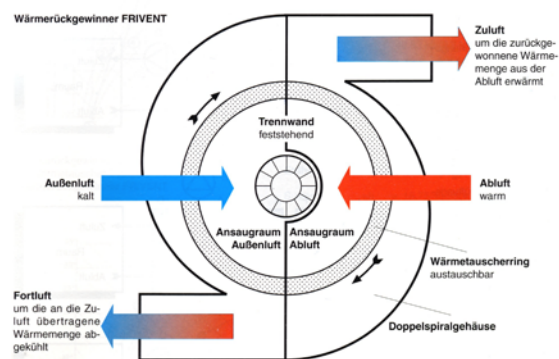 Wärmerückgewinner FRIVENT
Zuluft
um die zurückge-
wonnene Wärme-
menge aus der
Abluft erwärmt
Trennwand
feststehend
Außenluft
kalt
Abluft
warm
Ansaugraum
Außenluft
Ansaugraum
Abluft
Wärmetauscherring
austauschbar
Fortluft
um die an die Zu-
luft übertragene
Wärmemenge ab-
gekühlt
Doppelspiralgehäuse